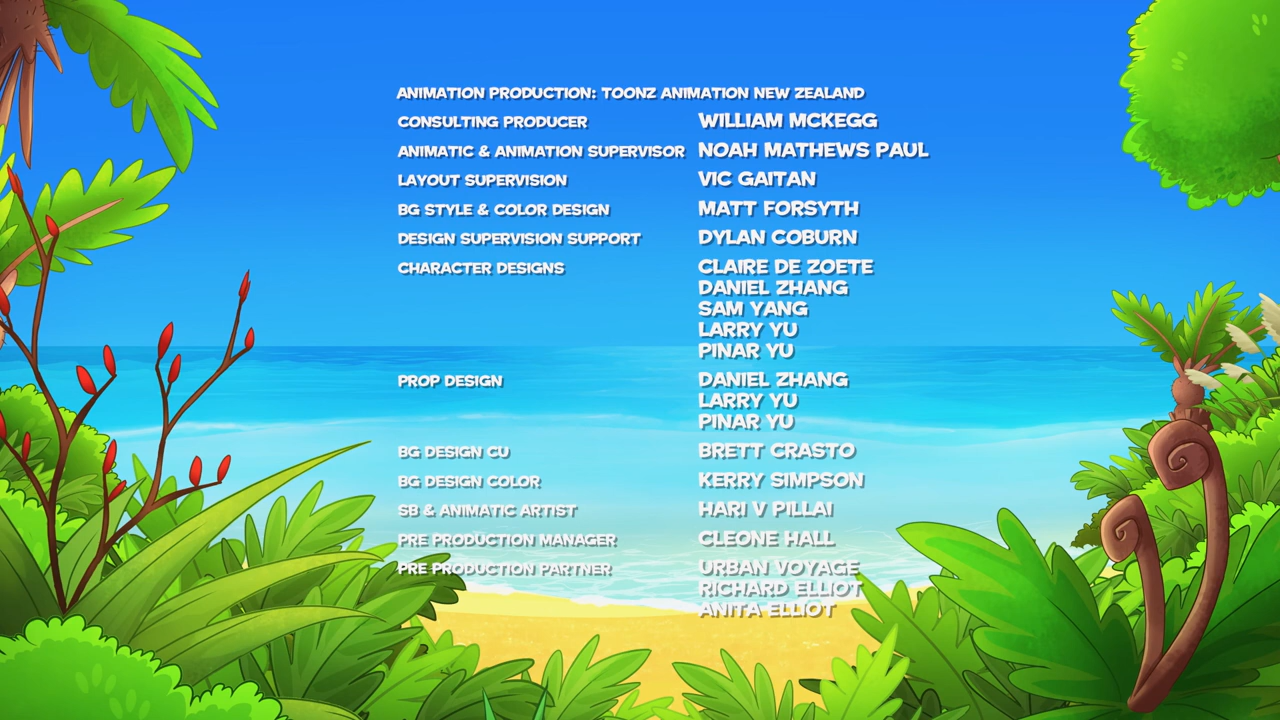 ANIMATION PRODUCTION: TOONZ ANIMATION NEW ZEALAND
CONSULTING PRODUCER WILLIAM MCKEGG
ANIMATIC & ANIMATION SUPERVISOR NOAH MATHEWS PAUL
LAYOUT SUPERVISION VIC GAITAN
BG STYLE & COLOR DESIGN MATT FORSYTH
DESIGN SUPERVISION SUPPORT DYLAN COBURN
CHARACTER DESIGNS CLAIRE DE ZOETE
DANIEL ZHANG
SAM YANG
LARRY YU
PINAR YU
PROP DESIGN DANIEL ZHANG
LARRY YU
PINAR YU
BG DESIGN CU BRETT CRASTO
BG DESIGN COLOR KERRY SIMPSON
SB & ANIMATIC ARTIST HARI V PILLAI
PRE PRODUCTION MANAGER CLEONE HALL
PRE PRODUCTION PARTNER URBAN VOYAGE
RICHARD ELLIOT
ANITA ELLIOT